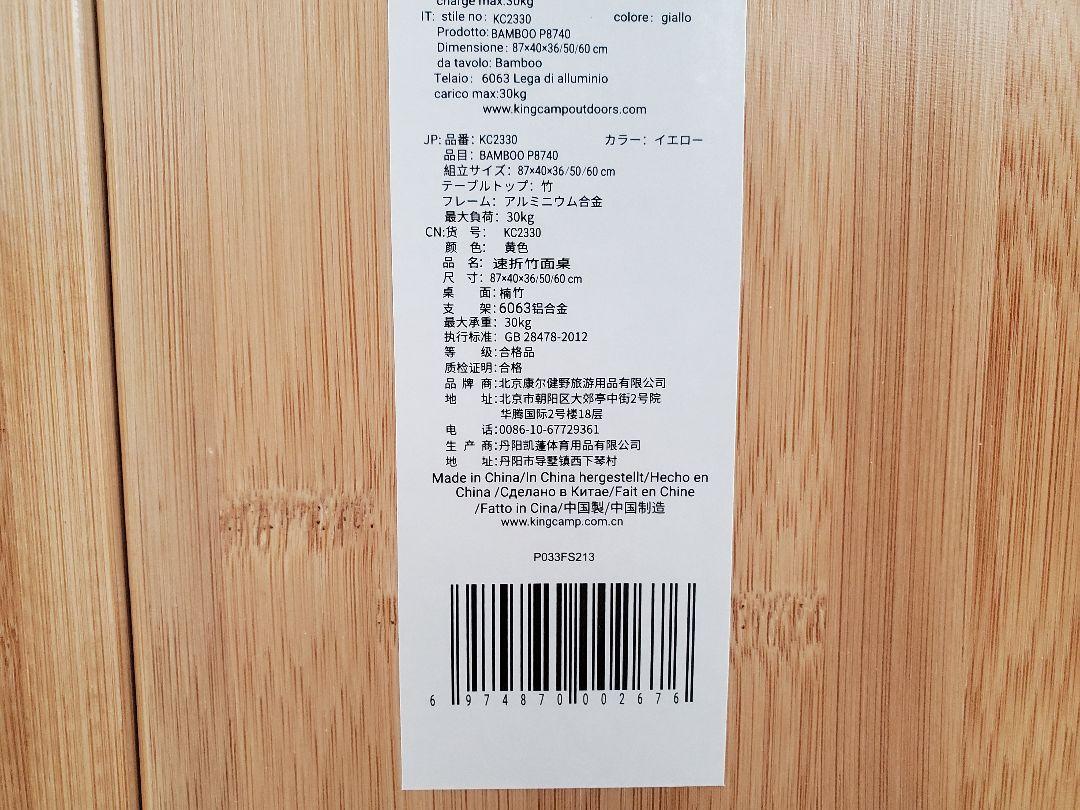 charge max:30kg
IT: stile no: KC2330 colore: giallo
Prodotto: BAMBOO P8740
Dimensione: 87×40×36/50/60 cm
da tavolo: Bamboo
Telaio: 6063 Lega di alluminio
carico max:30kg
www.kingcampoutdoors.com
JP: 品番: KC2330 カラー: イエロー
品目: BAMBOO P8740
組立サイズ: 87×40×36/50/60 cm
テーブルトップ: 竹
フレーム: アルミニウム合金
最大負荷: 30kg
CN:货 号: KC2330
颜 色: 黄色
品 名: 速折竹面桌
尺 寸: 87×40×36/50/60 cm
桌 面: 楠竹
支 架: 6063铝合金
最大承重: 30kg
执行标准: GB 28478-2012
等 级:合格品
质检证明:合格
品 牌 商:北京康尔健野旅游用品有限公司
地 址:北京市朝阳区大郊亭中街2号院
华腾国际2号楼18层
电 话:0086-10-67729361
生 产 商:丹阳凯蓬体育用品有限公司
地 址:丹阳市导墅镇西下琴村
Made in China/In China hergestellt/Hecho en
China /Сделано в Китае/Fait en Chine
/Fatto in Cina/中国製/中国制造
www.kingcamp.com.cn
P033FS213
6 974870 002676